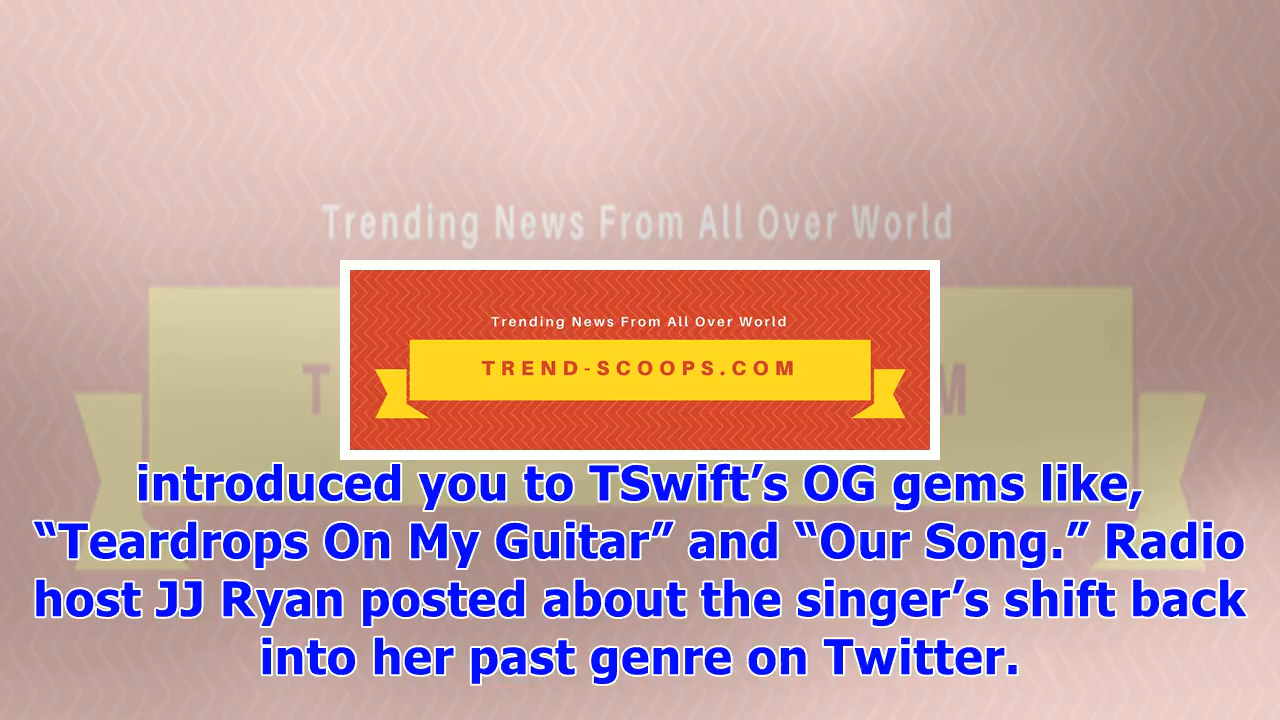 Trending News From All Over World
Trending News From All Over World
TREND-SCOOPS.COM
T M
introduced you to TSwift’s OG gems like,
“Teardrops On My Guitar” and “Our Song.” Radio
host JJ Ryan posted about the singer’s shift back
into her past genre on Twitter.